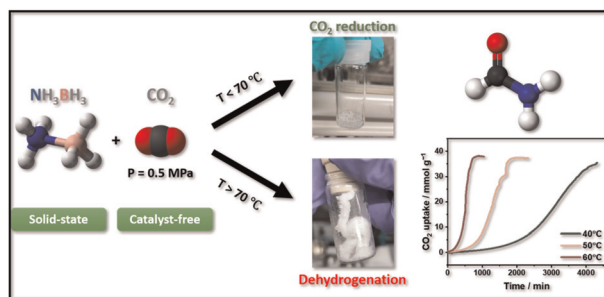 CO₂ reduction
NH₃BH₃
CO₂
+
P = 0.5 MPa
Solid-state
Catalyst-free
T < 70 °C
T > 70 °C
Dehydrogenation
CO₂ uptake / mmol g⁻¹
40
30
20
10
0
40°C
50°C
60°C
0
1000
2000
3000
4000
Time / min